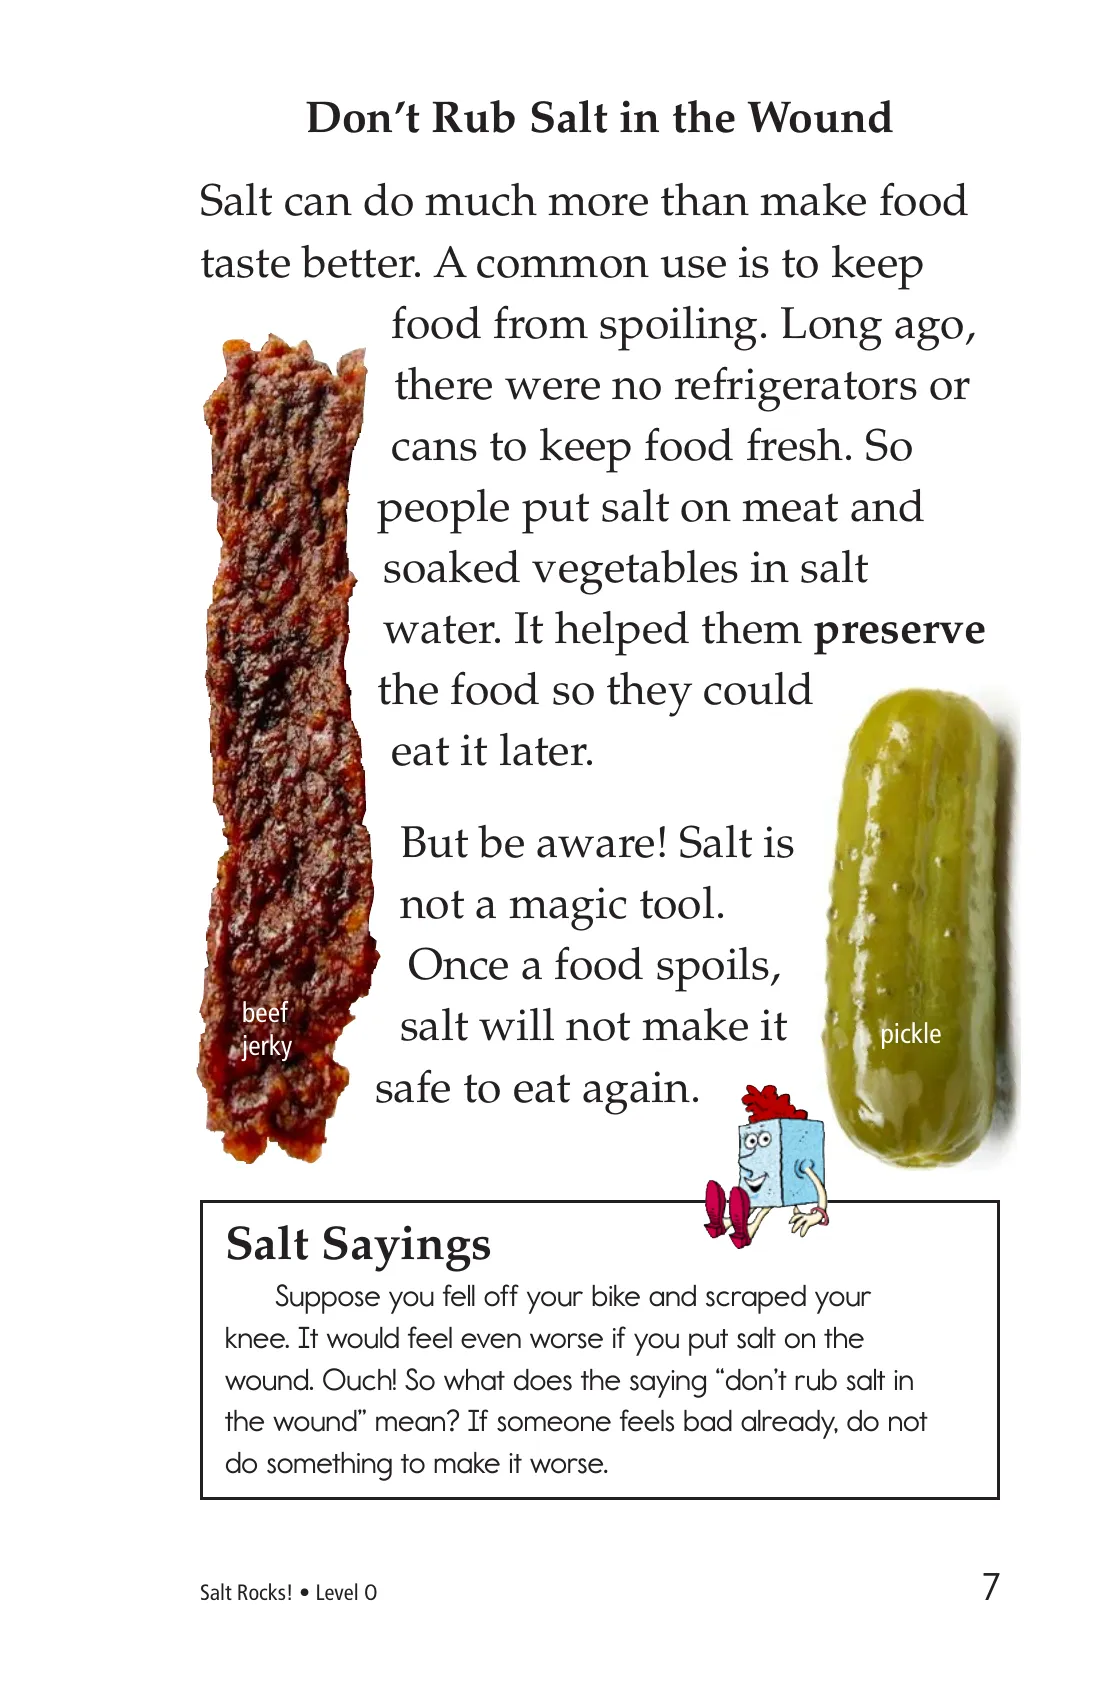 Don’t Rub Salt in the Wound
Salt can do much more than make food
taste better. A common use is to keep
food from spoiling. Long ago,
there were no refrigerators or
cans to keep food fresh. So
people put salt on meat and
soaked vegetables in salt
water. It helped them preserve
the food so they could
eat it later.
But be aware! Salt is
not a magic tool.
Once a food spoils,
salt will not make it
safe to eat again.
beef
jerky
pickle
Salt Sayings
Suppose you fell off your bike and scraped your
knee. It would feel even worse if you put salt on the
wound. Ouch! So what does the saying “don’t rub salt in
the wound” mean? If someone feels bad already, do not
do something to make it worse.
Salt Rocks! • Level O
7